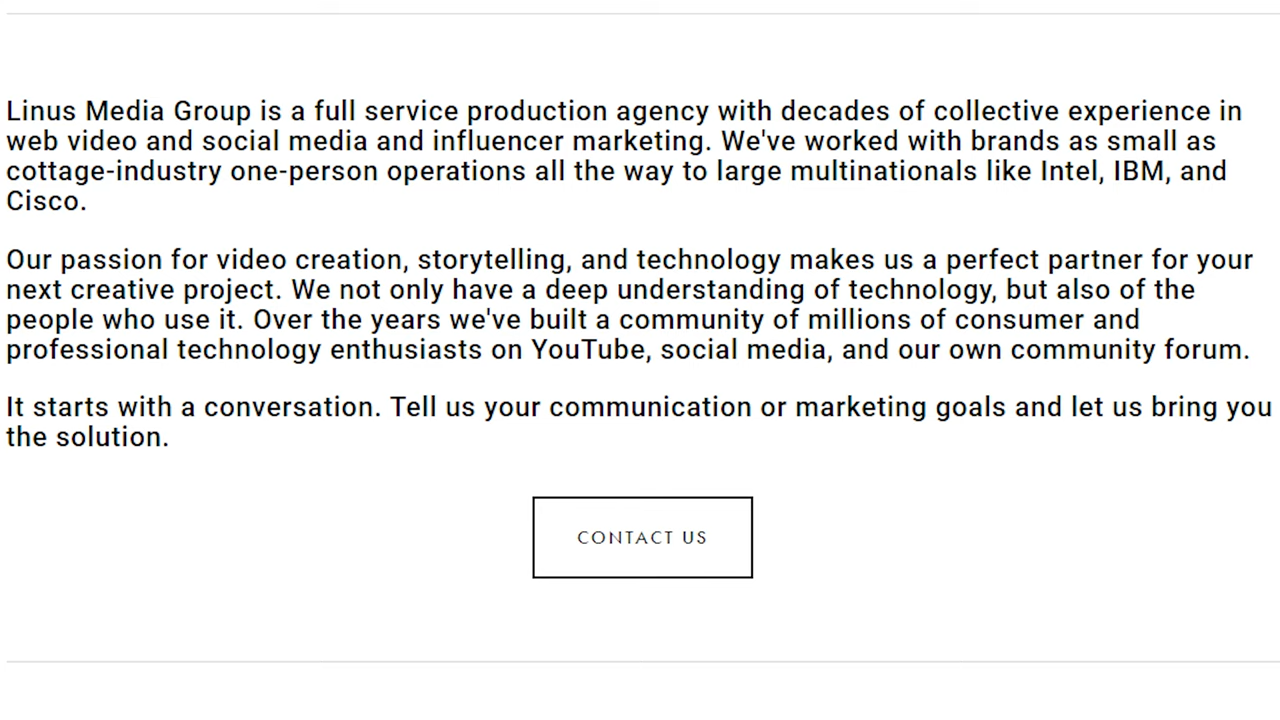 Linus Media Group is a full service production agency with decades of collective experience in
web video and social media and influencer marketing. We've worked with brands as small as
cottage-industry one-person operations all the way to large multinationals like Intel, IBM, and
Cisco.
Our passion for video creation, storytelling, and technology makes us a perfect partner for your
next creative project. We not only have a deep understanding of technology, but also of the
people who use it. Over the years we've built a community of millions of consumer and
professional technology enthusiasts on YouTube, social media, and our own community forum.
It starts with a conversation. Tell us your communication or marketing goals and let us bring you
the solution.
CONTACT US